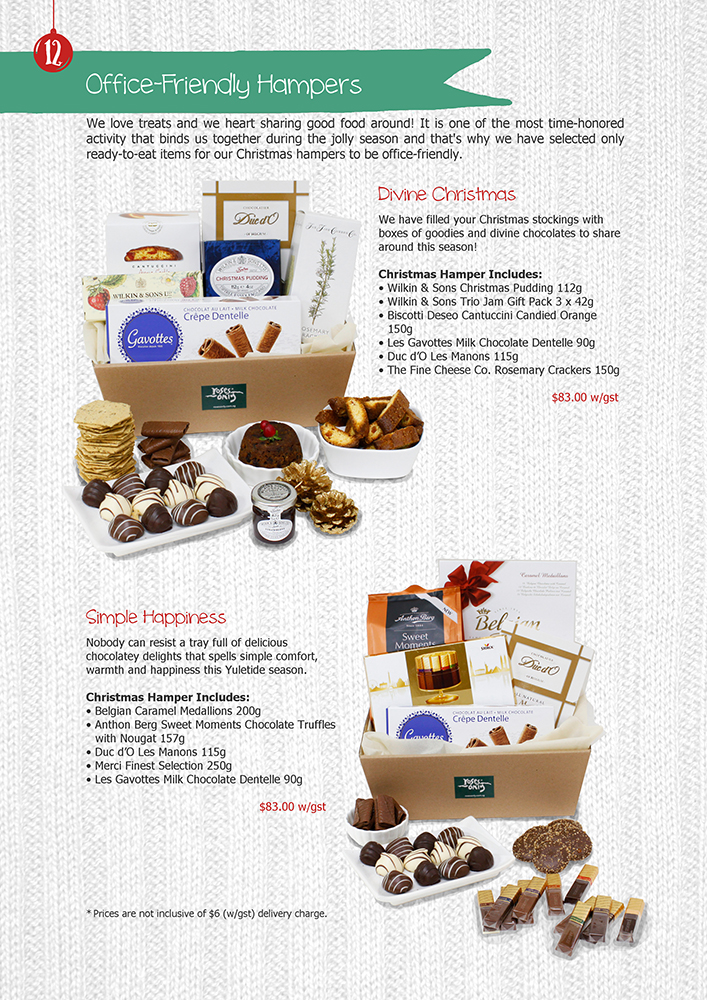 12
Office-Friendly Hampers
We love treats and we heart sharing good food around! It is one of the most time-honored
activity that binds us together during the jolly season and that's why we have selected only
ready-to-eat items for our Christmas hampers to be office-friendly.
Divine Christmas
We have filled your Christmas stockings with
boxes of goodies and divine chocolates to share
around this season!
Christmas Hamper Includes:
• Wilkin & Sons Christmas Pudding 112g
• Wilkin & Sons Trio Jam Gift Pack 3 x 42g
• Biscotti Deseo Cantuccini Candied Orange
150g
• Les Gavottes Milk Chocolate Dentelle 90g
• Duc d’O Les Manons 115g
• The Fine Cheese Co. Rosemary Crackers 150g
$83.00 w/gst
Duc d'O
CANTUCCINI
CHRISTMAS PUDDING
WILKIN & SONS LTD
ROSEMARY
CHOCOLAT AU LAIT • MILK CHOCOLATE
Crêpe Dentelle
Gavottes
roses only
Simple Happiness
Nobody can resist a tray full of delicious
chocolatey delights that spells simple comfort,
warmth and happiness this Yuletide season.
Christmas Hamper Includes:
• Belgian Caramel Medallions 200g
• Anthon Berg Sweet Moments Chocolate Truffles
with Nougat 157g
• Duc d’O Les Manons 115g
• Merci Finest Selection 250g
• Les Gavottes Milk Chocolate Dentelle 90g
$83.00 w/gst
Caramel Medallions
Anthon Berg
Sweet
Moments
Duc d'O
CHOCOLAT AU LAIT • MILK CHOCOLATE
Crêpe Dentelle
Gavottes
roses only
* Prices are not inclusive of $6 (w/gst) delivery charge.